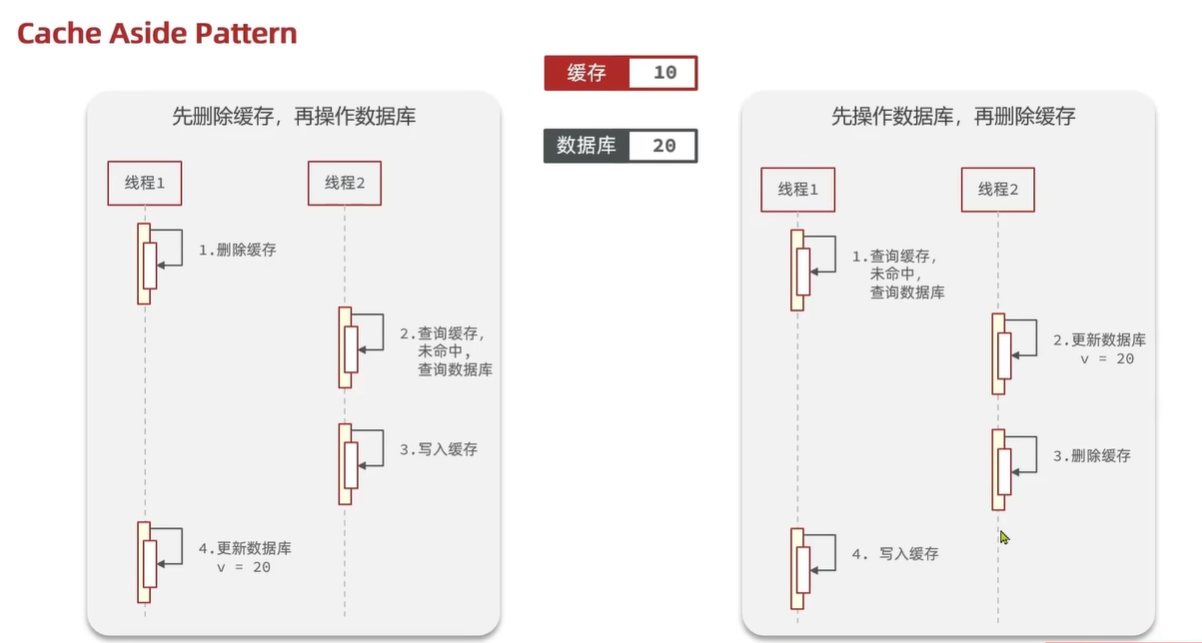 Cache Aside Pattern
缓存 10
数据库 20
先删除缓存，再操作数据库
线程1
线程2
1.删除缓存
2.查询缓存，
未命中，
查询数据库
3.写入缓存
4.更新数据库
v = 20
先操作数据库，再删除缓存
线程1
线程2
1.查询缓存，
未命中，
查询数据库
2.更新数据库
v = 20
3.删除缓存
4. 写入缓存